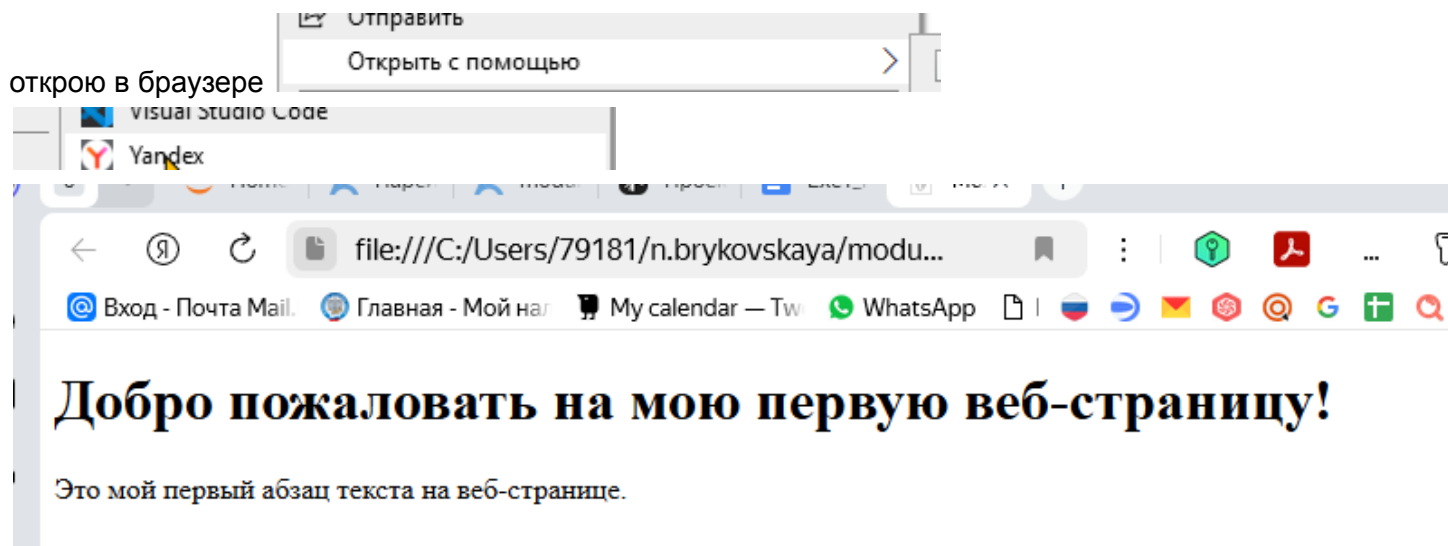 Отправить
Открыть с помощью
открою в браузере
Visual Studio Code
Yandex
Home
file:///C:/Users/79181/n.brykovskaya/modu...
...
Вход - Почта Mail. Главная - Мой нал My calendar — Tw WhatsApp
Добро пожаловать на мою первую веб-страницу!
Это мой первый абзац текста на веб-странице.